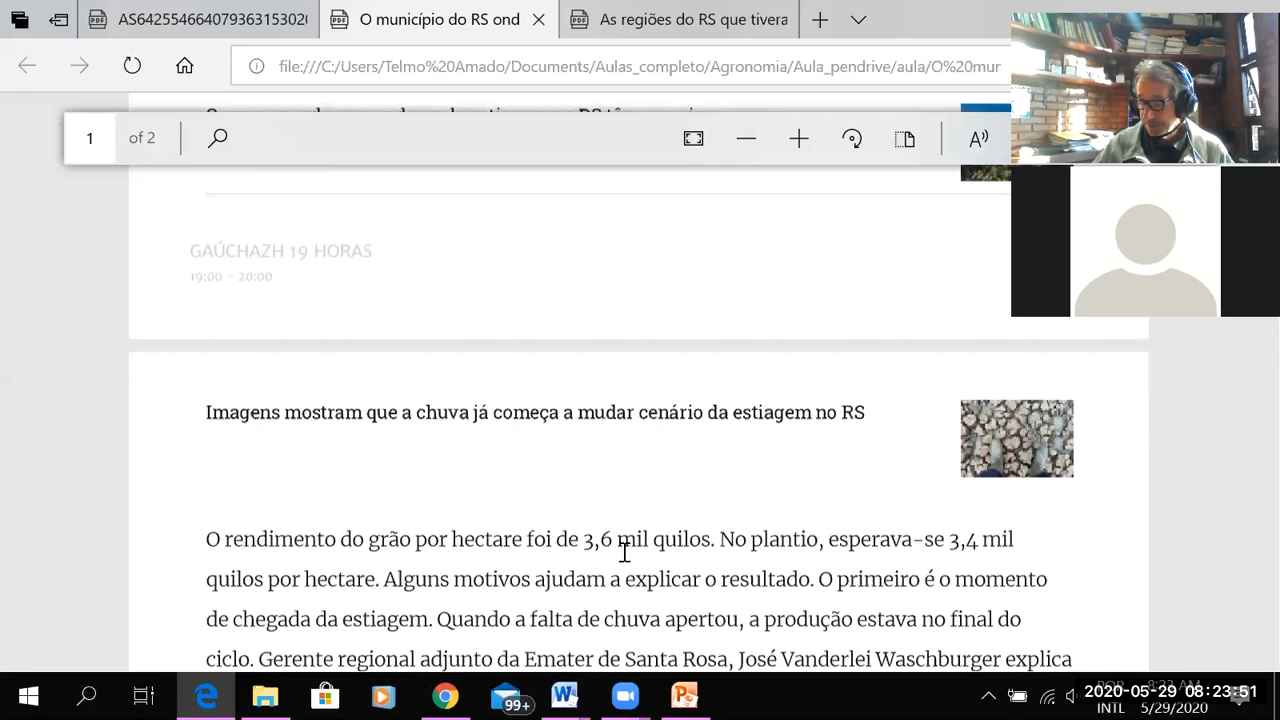 AS642554664079363153020
O município do RS ond
As regiões do RS que tivera
file:///C:/Users/Telmo%20Amado/Documents/Aulas_completo/Agronomia/Aula_pendrive/aula/O%20mur
1 of 2
GAÚCHAZH 19 HORAS
19:00 - 20:00
Imagens mostram que a chuva já começa a mudar cenário da estiagem no RS
O rendimento do grão por hectare foi de 3,6 mil quilos. No plantio, esperava-se 3,4 mil
quilos por hectare. Alguns motivos ajudam a explicar o resultado. O primeiro é o momento
de chegada da estiagem. Quando a falta de chuva apertou, a produção estava no final do
ciclo. Gerente regional adjunto da Emater de Santa Rosa, José Vanderlei Waschburger explica
99+
2020-05-29 08:23:51
INTL 5/29/2020